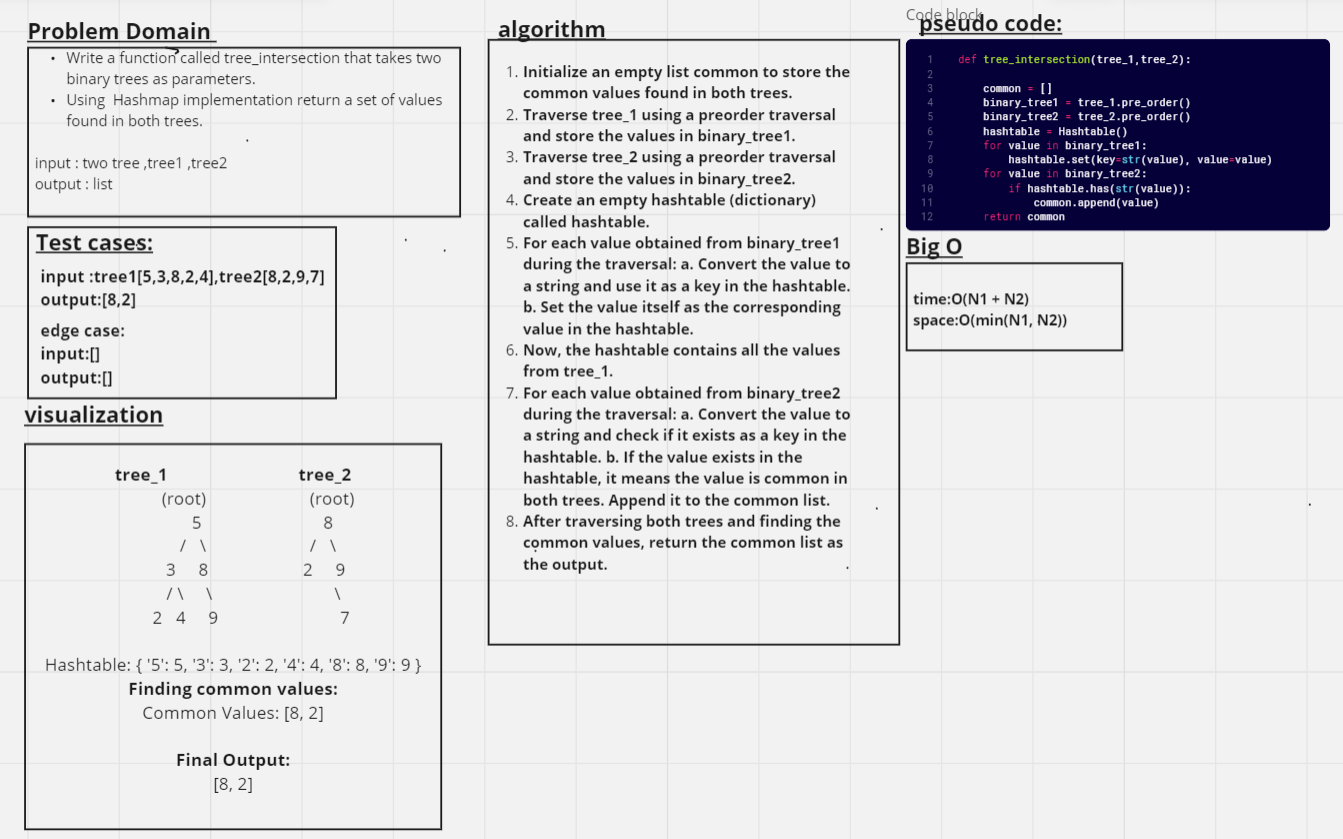 Problem Domain
• Write a function called tree_intersection that takes two
binary trees as parameters.
• Using Hashmap implementation return a set of values
found in both trees.
input : two tree ,tree1 ,tree2
output : list
Test cases:
input :tree1[5,3,8,2,4],tree2[8,2,9,7]
output:[8,2]
edge case:
input:[]
output:[]
visualization
tree_1 tree_2
(root) (root)
5 8
/ \ / \
3 8 2 9
/ \ \ \
2 4 9 7
Hashtable: { '5': 5, '3': 3, '2': 2, '4': 4, '8': 8, '9': 9 }
Finding common values:
Common Values: [8, 2]
Final Output:
[8, 2]
algorithm
1. Initialize an empty list common to store the
common values found in both trees.
2. Traverse tree_1 using a preorder traversal
and store the values in binary_tree1.
3. Traverse tree_2 using a preorder traversal
and store the values in binary_tree2.
4. Create an empty hashtable (dictionary)
called hashtable.
5. For each value obtained from binary_tree1
during the traversal: a. Convert the value to
a string and use it as a key in the hashtable.
b. Set the value itself as the corresponding
value in the hashtable.
6. Now, the hashtable contains all the values
from tree_1.
7. For each value obtained from binary_tree2
during the traversal: a. Convert the value to
a string and check if it exists as a key in the
hashtable. b. If the value exists in the
hashtable, it means the value is common in
both trees. Append it to the common list.
8. After traversing both trees and finding the
common values, return the common list as
the output.
Code block
pseudo code:
1 def tree_intersection(tree_1,tree_2):
2
3 common = []
4 binary_tree1 = tree_1.pre_order()
5 binary_tree2 = tree_2.pre_order()
6 hashtable = Hashtable()
7 for value in binary_tree1:
8 hashtable.set(key=str(value), value=value)
9 for value in binary_tree2:
10 if hashtable.has(str(value)):
11 common.append(value)
12 return common
Big O
time:O(N1 + N2)
space:O(min(N1, N2))